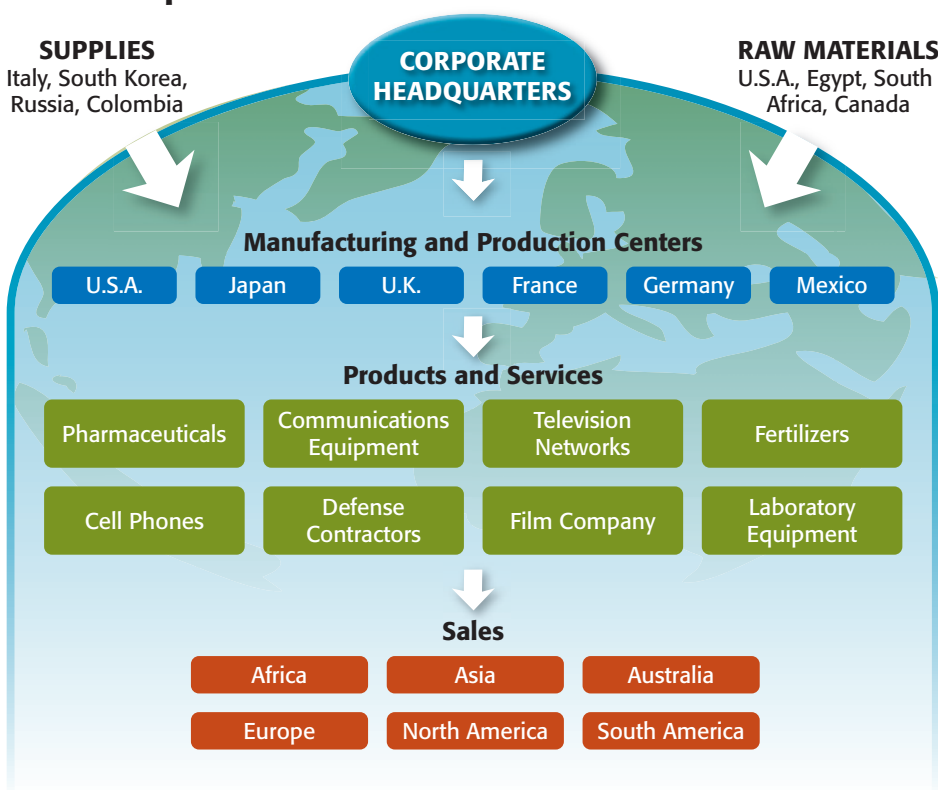 SUPPLIES
Italy, South Korea,
Russia, Colombia
CORPORATE
HEADQUARTERS
RAW MATERIALS
U.S.A., Egypt, South
Africa, Canada
Manufacturing and Production Centers
U.S.A.
Japan
U.K.
France
Germany
Mexico
Products and Services
Pharmaceuticals
Communications
Equipment
Television
Networks
Fertilizers
Cell Phones
Defense
Contractors
Film Company
Laboratory
Equipment
Sales
Africa
Asia
Australia
Europe
North America
South America